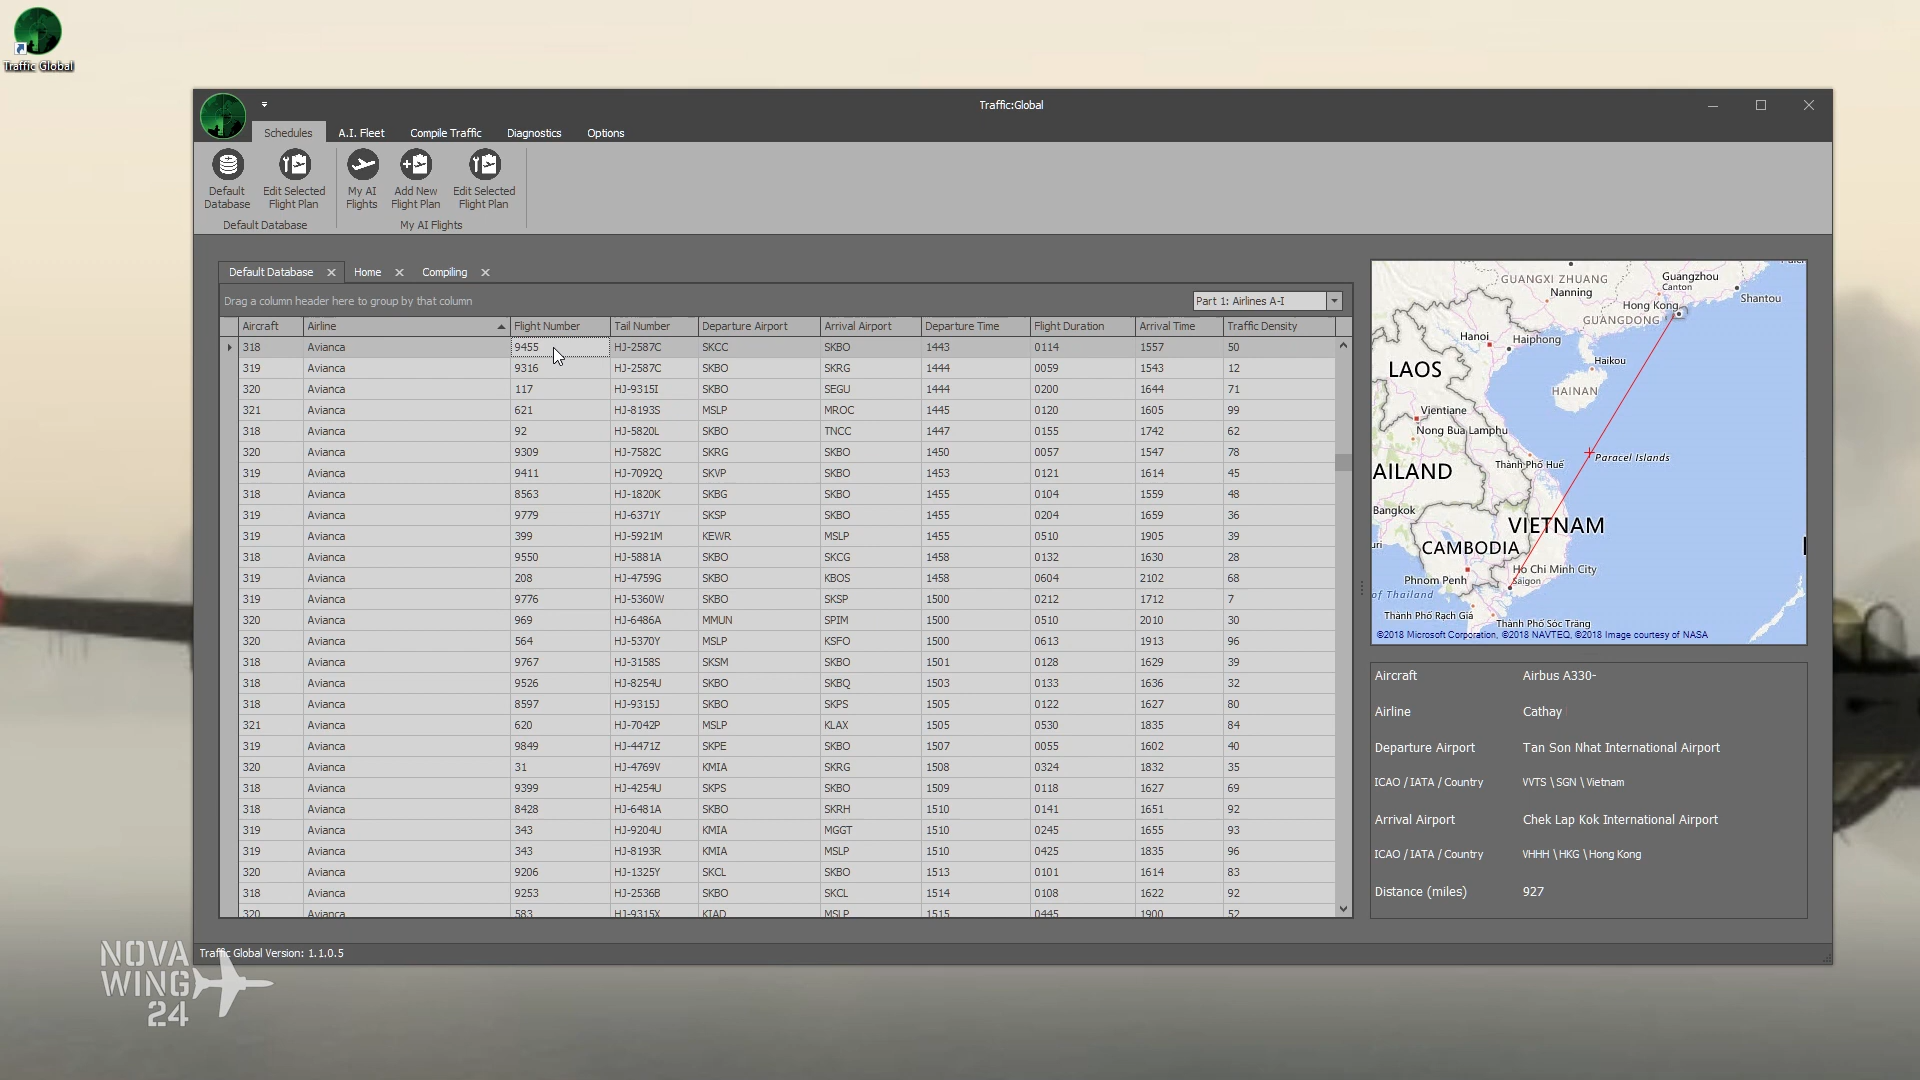 Traffic Global
Traffic:Global
Schedules A.I. Fleet Compile Traffic Diagnostics Options
Default Database
Edit Selected Flight Plan
My AI Flights
Add New Flight Plan
Edit Selected Flight Plan
Default Database My AI Flights
Default Database Home Compiling
Drag a column header here to group by that column Part 1: Airlines A-I
Aircraft Airline Flight Number Tail Number Departure Airport Arrival Airport Departure Time Flight Duration Arrival Time Traffic Density
318 Avianca 9455 HJ-2587C SKCC SKBO 1443 0114 1557 50
319 Avianca 9316 HJ-2587C SKBO SKRG 1444 0059 1543 12
320 Avianca 117 HJ-9315I SKBO SEGU 1444 0200 1644 71
321 Avianca 621 HJ-8193S MSLP MROC 1445 0120 1605 99
318 Avianca 92 HJ-5820L SKBO TNCC 1447 0155 1742 62
320 Avianca 9309 HJ-7582C SKRG SKBO 1450 0057 1547 78
319 Avianca 9411 HJ-7092Q SKVP SKBO 1453 0121 1614 45
318 Avianca 8563 HJ-1820K SKBG SKBO 1455 0104 1559 48
319 Avianca 9779 HJ-6371Y SKSP SKBO 1455 0204 1659 36
319 Avianca 399 HJ-5921M KEWR MSLP 1455 0510 1905 39
318 Avianca 9550 HJ-5881A SKBO SKCG 1458 0132 1630 28
319 Avianca 208 HJ-4759G SKBO KBOS 1458 0604 2102 68
319 Avianca 9776 HJ-5360W SKBO SKSP 1500 0212 1712 7
320 Avianca 969 HJ-6486A MMUN SPIM 1500 0510 2010 30
320 Avianca 564 HJ-5370Y MSLP KSFO 1500 0613 1913 96
318 Avianca 9767 HJ-3158S SKSM SKBO 1501 0128 1629 39
318 Avianca 9526 HJ-8254U SKBO SKBQ 1503 0133 1636 32
318 Avianca 8597 HJ-9315J SKBO SKPS 1505 0122 1627 80
321 Avianca 620 HJ-7042P MSLP KLAX 1505 0530 1835 84
319 Avianca 9849 HJ-4471Z SKPE SKBO 1507 0055 1602 40
320 Avianca 31 HJ-4769V KMIA SKRG 1508 0324 1832 35
318 Avianca 9399 HJ-4254U SKPS SKBO 1509 0118 1627 69
318 Avianca 8428 HJ-6481A SKBO SKRH 1510 0141 1651 92
319 Avianca 343 HJ-9204U KMIA MGGT 1510 0245 1655 93
319 Avianca 343 HJ-8193R KMIA MSLP 1510 0425 1835 96
320 Avianca 9206 HJ-1325Y SKCL SKBO 1513 0101 1614 83
318 Avianca 9253 HJ-2536B SKBO SKCL 1514 0108 1622 92
320 Avianca 583 HJ-9315X KIAD MSLP 1515 0445 1900 52
GUANGXI ZHUANG
Guangzhou
Canton
Nanning
Shantou
Hong Kong
GUANGDONG
Hanoi
Haiphong
Haikou
LAOS
HAINAN
Vientiane
Nong Bua Lamphu
Paracel Islands
Thành Phố Huế
AILAND
Bangkok
VIETNAM
CAMBODIA
Ho Chi Minh City
Saigon
Phnom Penh
of Thailand
Thành Phố Rạch Giá
Thành Phố Sóc Trăng
©2018 Microsoft Corporation, ©2018 NAVTEQ, ©2018 Image courtesy of NASA
Aircraft Airbus A330-
Airline Cathay
Departure Airport Tan Son Nhat International Airport
ICAO / IATA / Country VVTS \ SGN \ Vietnam
Arrival Airport Chek Lap Kok International Airport
ICAO / IATA / Country VHHH \ HKG \ Hong Kong
Distance (miles) 927
Traffic Global Version: 1.1.0.5
NOVA
WING
24